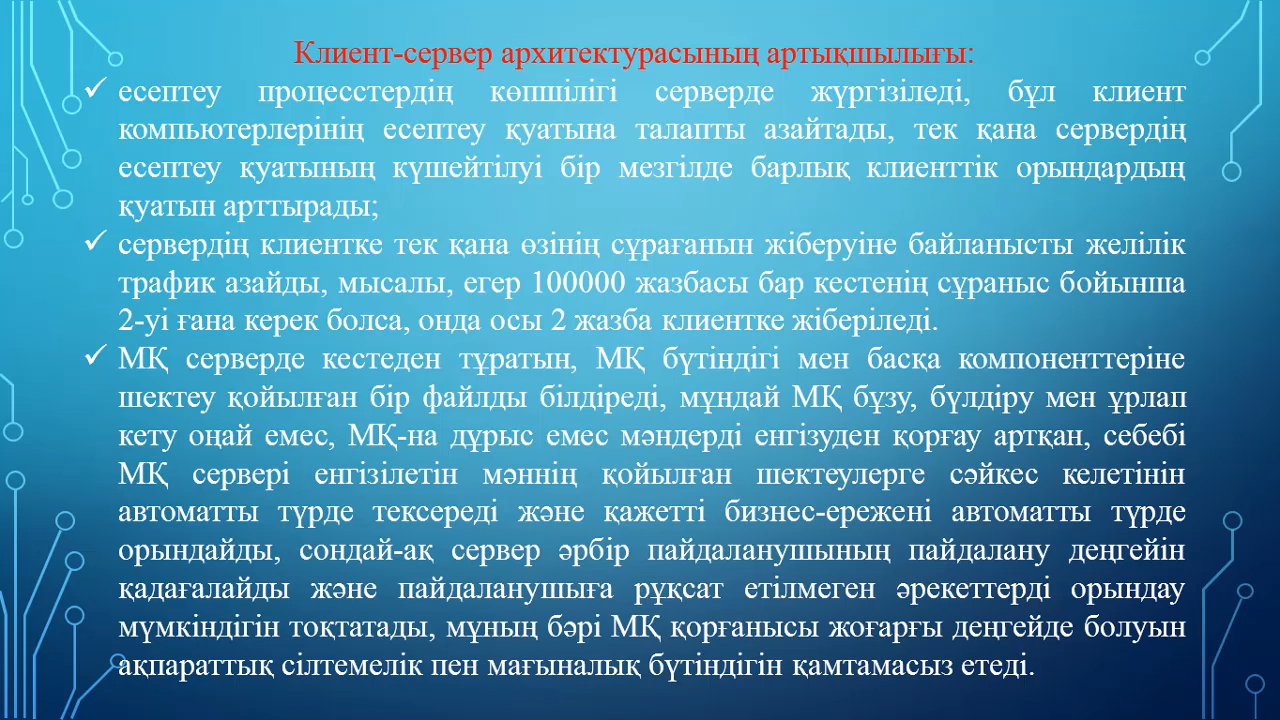 Клиент-сервер архитектурасының артықшылығы:
✓ есептеу процесстердің көпшілігі серверде жүргізіледі, бұл клиент
компьютерлерінің есептеу қуатына талапты азайтады, тек қана сервердің
есептеу қуатының күшейтілуі бір мезгілде барлық клиенттік орындардың
қуатын арттырады;
✓ сервердің клиентке тек қана өзінің сұрағанын жіберуіне байланысты желілік
трафик азайды, мысалы, егер 100000 жазбасы бар кестенің сұраныс бойынша
2-уі ғана керек болса, онда осы 2 жазба клиентке жіберіледі.
✓ МҚ серверде кестеден тұратын, МҚ бүтіндігі мен басқа компоненттеріне
шектеу қойылған бір файлды білдіреді, мұндай МҚ бұзу, бүлдіру мен ұрлап
кету оңай емес, МҚ-на дұрыс емес мәндерді енгізуден қорғау артқан, себебі
МҚ сервері енгізілетін мәннің қойылған шектеулерге сәйкес келетінін
автоматты түрде тексереді және қажетті бизнес-ережені автоматты түрде
орындайды, сондай-ақ сервер әрбір пайдаланушының пайдалану деңгейін
қадағалайды және пайдаланушыға рұқсат етілмеген әрекеттерді орындау
мүмкіндігін тоқтатады, мұның бәрі МҚ қорғанысы жоғарғы деңгейде болуын
ақпараттық сілтемелік пен мағыналық бүтіндігін қамтамасыз етеді.